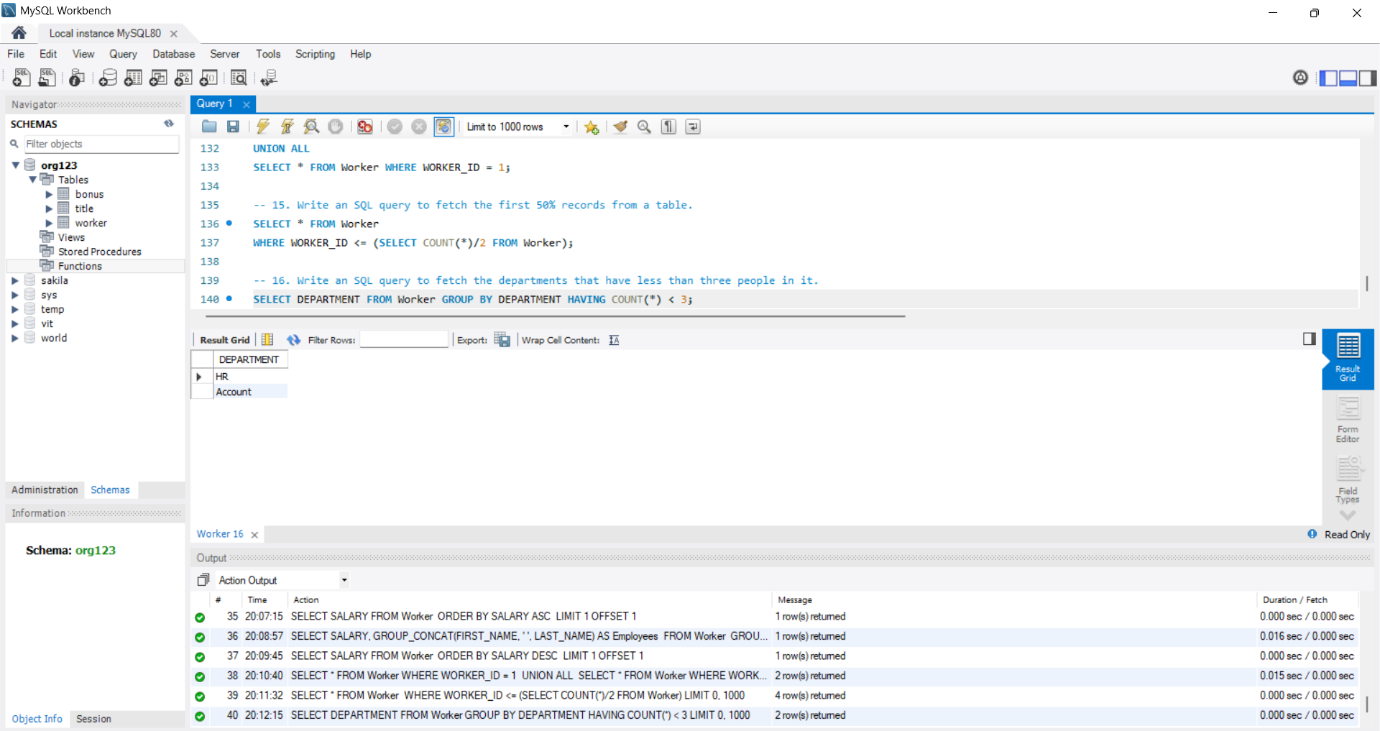 MySQL Workbench
Local instance MySQL80
File Edit View Query Database Server Tools Scripting Help
Navigator
SCHEMAS
Filter objects
org123
Tables
bonus
title
worker
Views
Stored Procedures
Functions
sakila
sys
temp
vit
world
Administration Schemas
Information
Schema: org123
Object Info Session
Query 1
Limit to 1000 rows
132 UNION ALL
133 SELECT * FROM Worker WHERE WORKER_ID = 1;
134
135 -- 15. Write an SQL query to fetch the first 50% records from a table.
136 SELECT * FROM Worker
137 WHERE WORKER_ID <= (SELECT COUNT(*)/2 FROM Worker);
138
139 -- 16. Write an SQL query to fetch the departments that have less than three people in it.
140 SELECT DEPARTMENT FROM Worker GROUP BY DEPARTMENT HAVING COUNT(*) < 3;
Result Grid Filter Rows: Export: Wrap Cell Content:
DEPARTMENT
HR
Account
Result
Grid
Form
Editor
Field
Types
Worker 16
Read Only
Output
Action Output
# Time Action Message Duration / Fetch
35 20:07:15 SELECT SALARY FROM Worker ORDER BY SALARY ASC LIMIT 1 OFFSET 1 1 row(s) returned 0.000 sec / 0.000 sec
36 20:08:57 SELECT SALARY, GROUP_CONCAT(FIRST_NAME, ' ', LAST_NAME) AS Employees FROM Worker GROU... 1 row(s) returned 0.016 sec / 0.000 sec
37 20:09:45 SELECT SALARY FROM Worker ORDER BY SALARY DESC LIMIT 1 OFFSET 1 1 row(s) returned 0.000 sec / 0.000 sec
38 20:10:40 SELECT * FROM Worker WHERE WORKER_ID = 1 UNION ALL SELECT * FROM Worker WHERE WORK... 2 row(s) returned 0.015 sec / 0.000 sec
39 20:11:32 SELECT * FROM Worker WHERE WORKER_ID <= (SELECT COUNT(*)/2 FROM Worker) LIMIT 0, 1000 4 row(s) returned 0.000 sec / 0.000 sec
40 20:12:15 SELECT DEPARTMENT FROM Worker GROUP BY DEPARTMENT HAVING COUNT(*) < 3 LIMIT 0, 1000 2 row(s) returned 0.000 sec / 0.000 sec